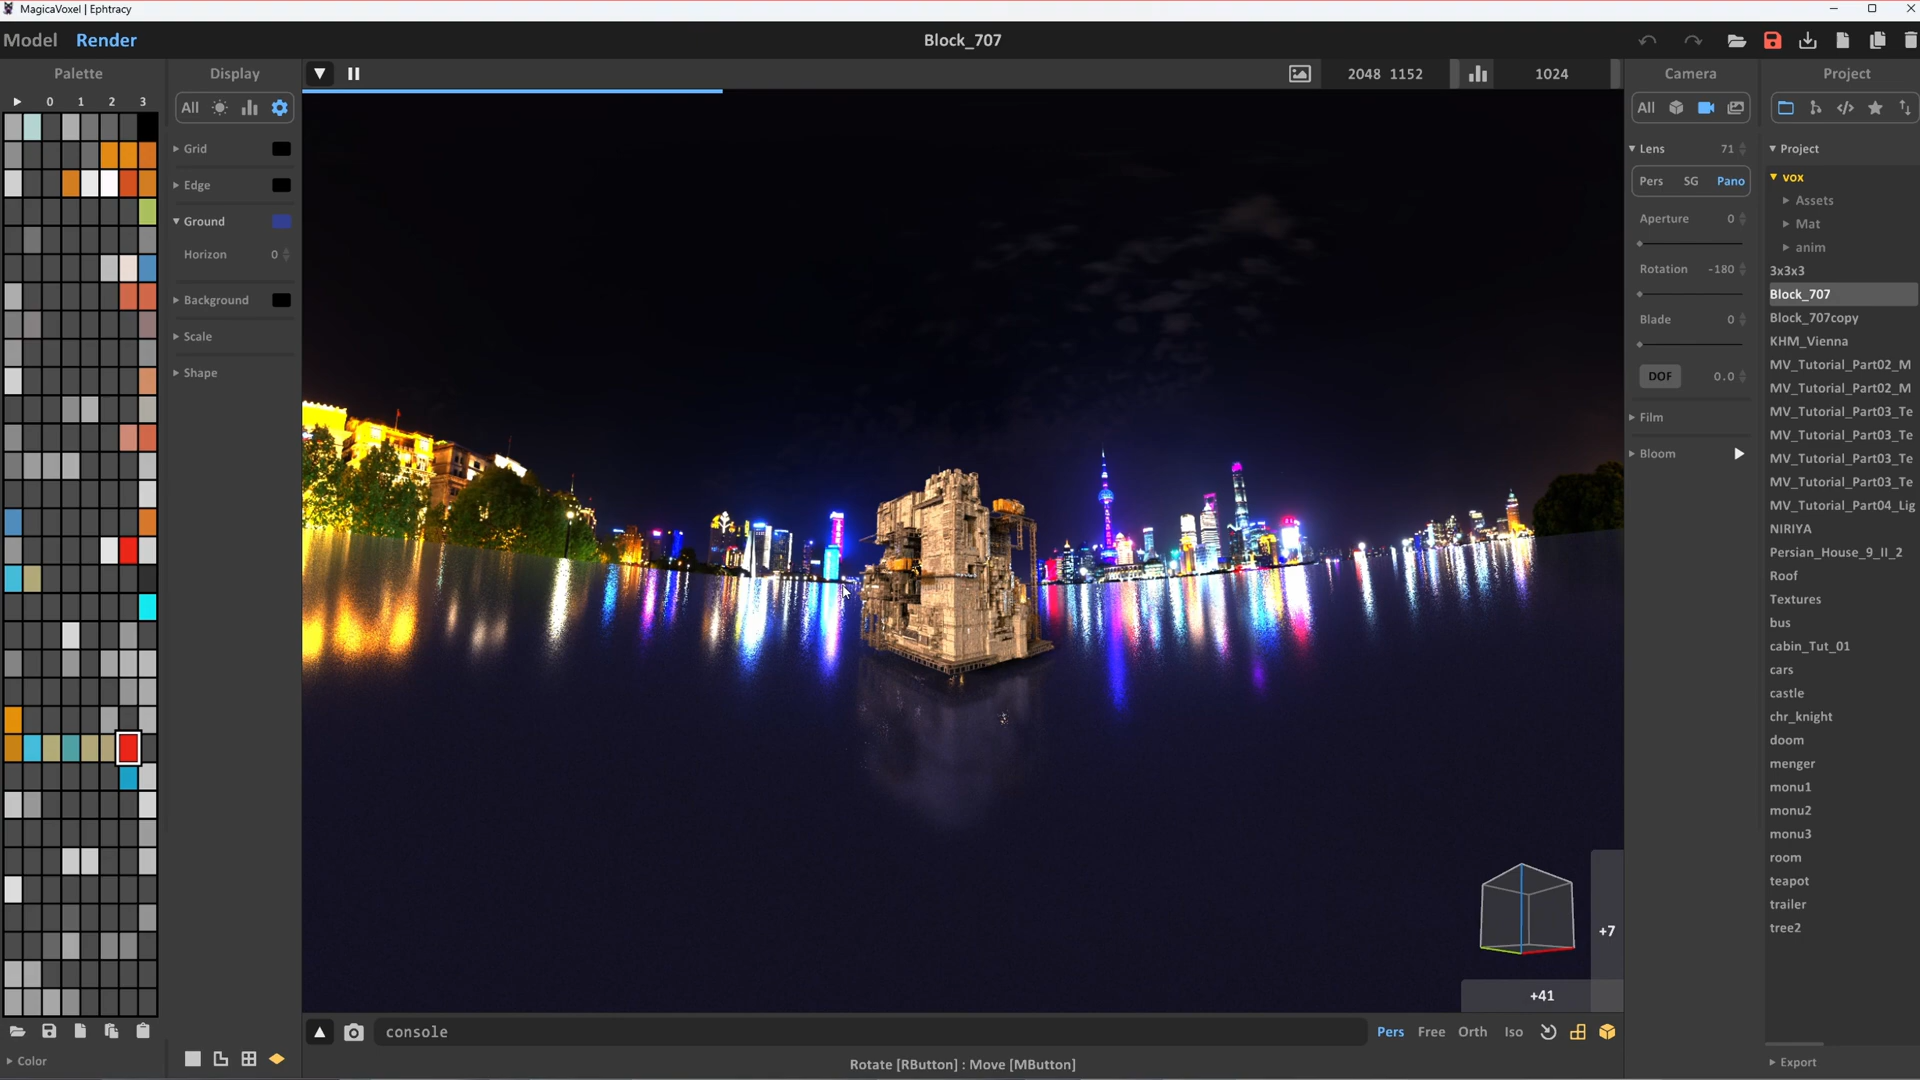 MagicaVoxel | Ephtracy
Model Render
Block_707
Palette
Display
2048 1152
1024
Camera
Project
0 1 2 3
All
All
Grid
Edge
Ground
Horizon 0
Background
Scale
Shape
Lens 71
Pers SG Pano
Aperture 0
Rotation -180
Blade 0
DOF 0.0
Film
Bloom
Project
vox
Assets
Mat
anim
3x3x3
Block_707
Block_707copy
KHM_Vienna
MV_Tutorial_Part02_M
MV_Tutorial_Part02_M
MV_Tutorial_Part03_Te
MV_Tutorial_Part03_Te
MV_Tutorial_Part03_Te
MV_Tutorial_Part03_Te
MV_Tutorial_Part04_Lig
NIRIYA
Persian_House_9_II_2
Roof
Textures
bus
cabin_Tut_01
cars
castle
chr_knight
doom
menger
monu1
monu2
monu3
room
teapot
trailer
tree2
+7
+41
console
Pers Free Orth Iso
Color
Rotate [RButton] : Move [MButton]
Export